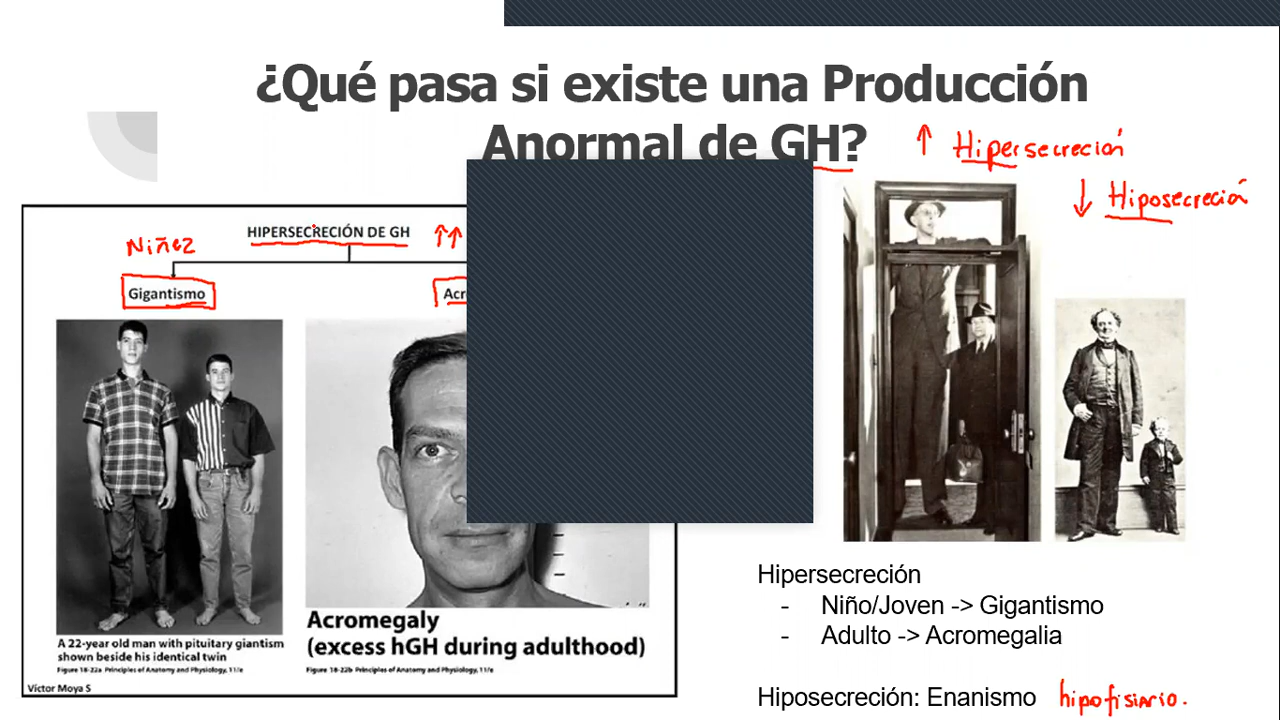 ¿Qué pasa si existe una Producción
Anormal de GH?
↑ Hipersecreción
↓ Hiposecreción
HIPERSECRECIÓN DE GH ↑↑
Niñez
Gigantismo
A 22-year old man with pituitary giantism
shown beside his identical twin
Figure 18-22a Principles of Anatomy and Physiology, 11/e
Acromegaly
(excess hGH during adulthood)
Figure 18-22b Principles of Anatomy and Physiology, 11/e
Víctor Moya S
Hipersecreción
- Niño/Joven -> Gigantismo
- Adulto -> Acromegalia
Hiposecreción: Enanismo hipofisiario.